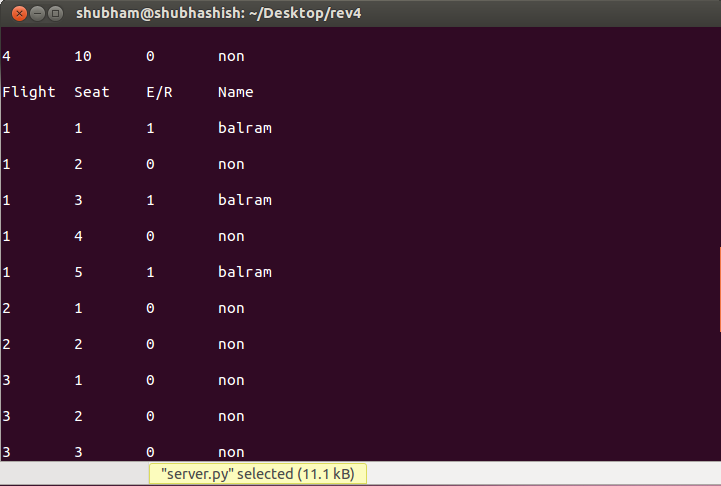 shubham@shubhashish: ~/Desktop/rev4
4 10 0 non
Flight Seat E/R Name
1 1 1 balram
1 2 0 non
1 3 1 balram
1 4 0 non
1 5 1 balram
2 1 0 non
2 2 0 non
3 1 0 non
3 2 0 non
3 3 0 non
"server.py" selected (11.1 kB)